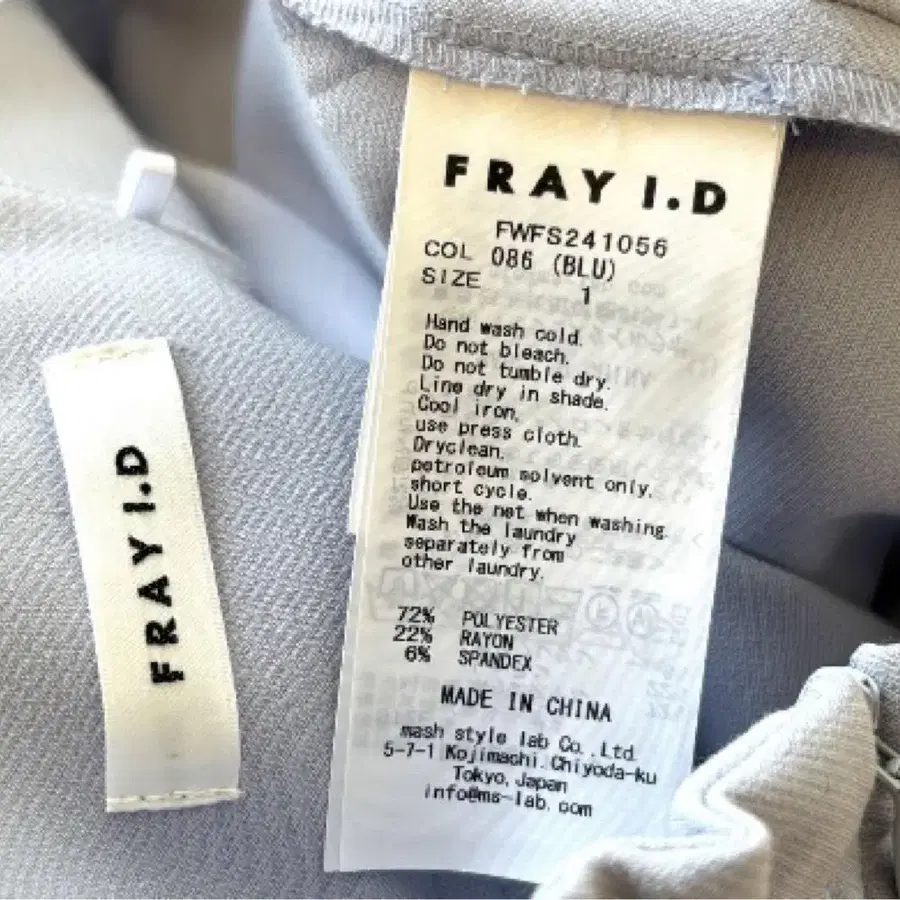 FRAY I.D
FRAY I.D
FWFS241056
COL 086 (BLU)
SIZE 1
Hand wash cold.
Do not bleach.
Do not tumble dry.
Line dry in shade.
Cool iron,
use press cloth.
Dryclean.
petroleum solvent only.
short cycle.
Use the net when washing.
Wash the laundry
separately from
other laundry.
72% POLYESTER
22% RAYON
6% SPANDEX
MADE IN CHINA
mash style lab Co.,Ltd.
5-7-1 Kojimachi.Chiyoda-ku
Tokyo,Japan
info@ms-lab.com